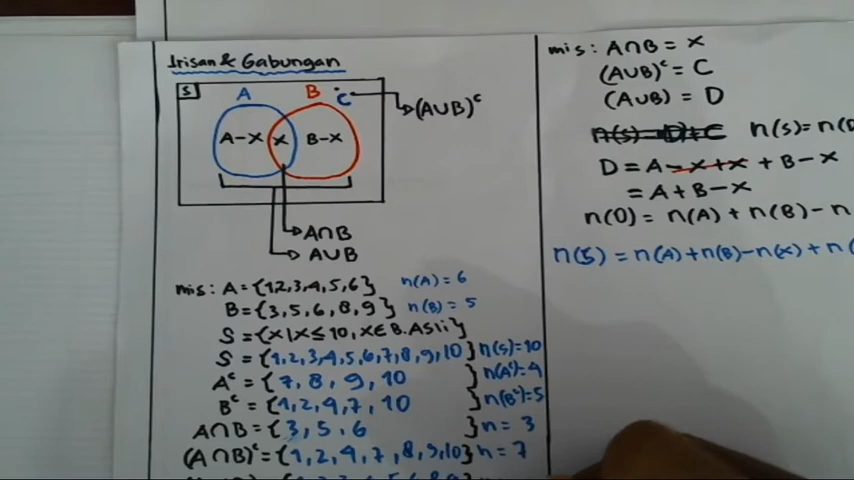 Irisan & Gabungan
S
A B C
(A∪B)ᶜ
A-X X B-X
A∩B
A∪B
mis: A = {1,2,3,4,5,6} n(A) = 6
B = {3,5,6,8,9} n(B) = 5
S = {X|X ≤ 10, X ∈ B.Asli}
S = {1,2,3,4,5,6,7,8,9,10} n(S) = 10
Aᶜ = {7, 8, 9, 10 } n(Aᶜ) = 4
Bᶜ = {1, 2, 4, 7, 10 } n(Bᶜ) = 5
A∩B = {3, 5, 6 } n = 3
(A∩B)ᶜ = {1, 2, 4, 7, 8, 9, 10} n = 7
mis: A∩B = X
(A∪B)ᶜ = C
(A∪B) = D
n(S) = D + C n(S) = n(D
D = A - X + X + B - X
= A + B - X
n(D) = n(A) + n(B) - n
n(S) = n(A) + n(B) - n(X) + n(